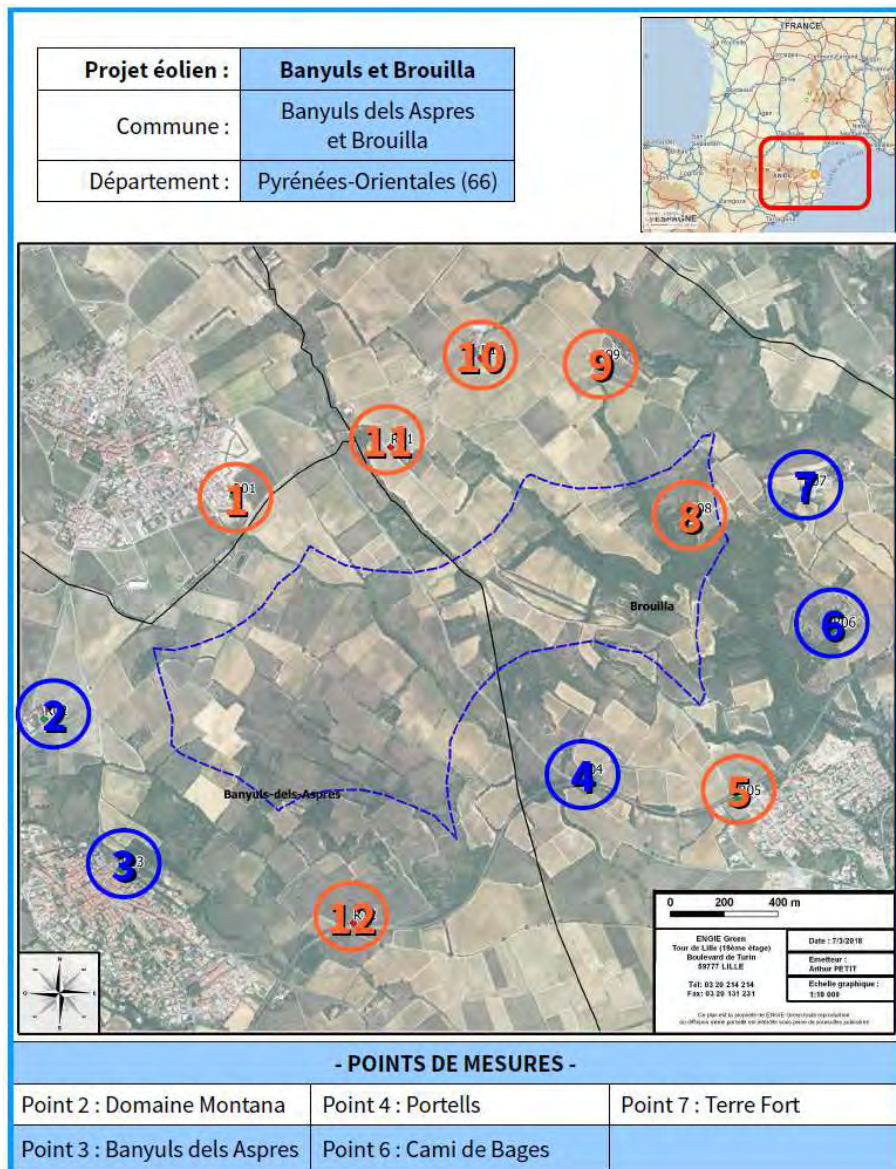 Projet éolien :
Banyuls et Brouilla
Commune :
Banyuls dels Aspres
et Brouilla
Département :
Pyrénées-Orientales (66)
FRANCE
ESPAGNE
10
9
11
1
7
8
Brouilla
6
2
4
5
Banyuls-dels-Aspres
3
12
0 200 400 m
ENGIE Green
Tour de Lille (19ème étage)
Boulevard de Turin
59777 LILLE
Tél: 03 20 214 214
Fax: 03 20 131 231
Date : 7/3/2018
Emetteur :
Arthur PETIT
Echelle graphique :
1:10 000
- POINTS DE MESURES -
Point 2 : Domaine Montana
Point 4 : Portells
Point 7 : Terre Fort
Point 3 : Banyuls dels Aspres
Point 6 : Cami de Bages